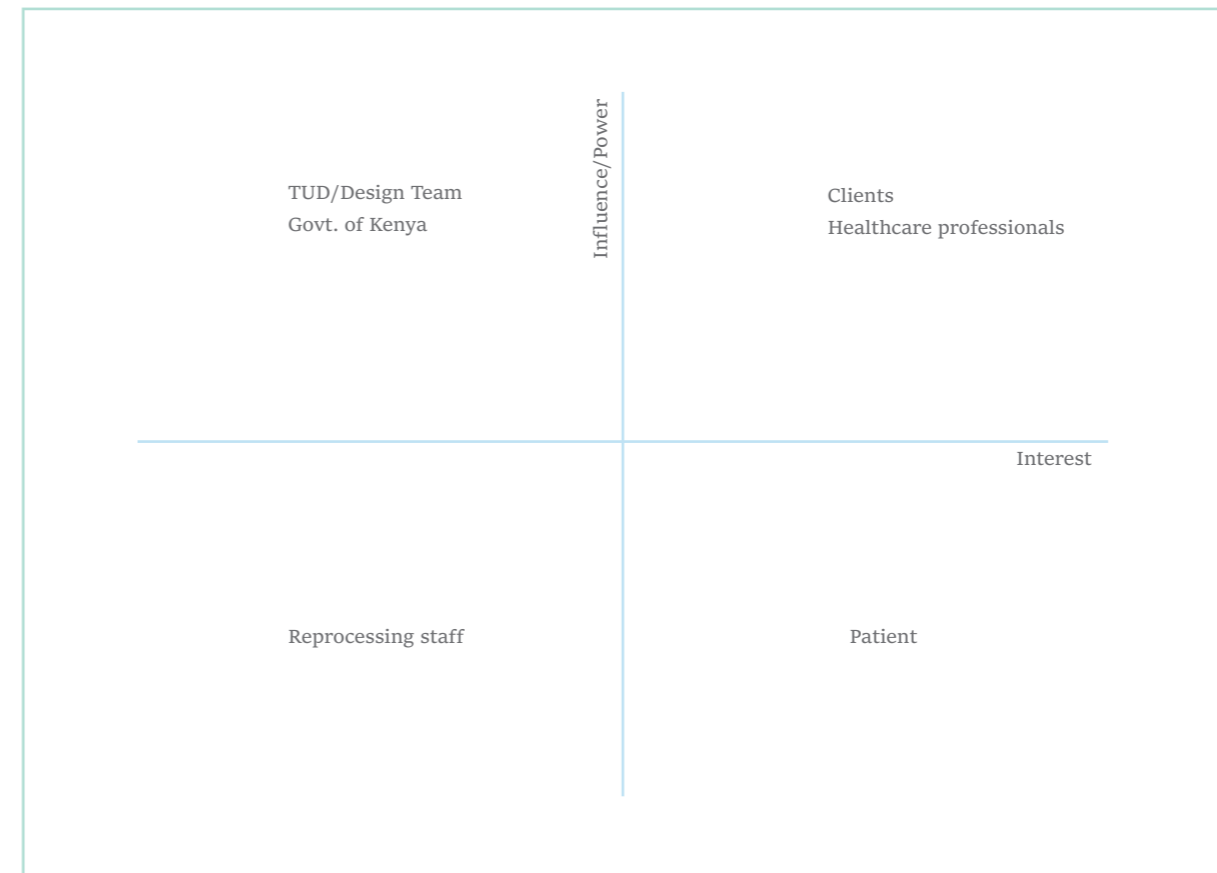 Influence/Power
TUD/Design Team
Govt. of Kenya
Clients
Healthcare professionals
Interest
Reprocessing staff
Patient